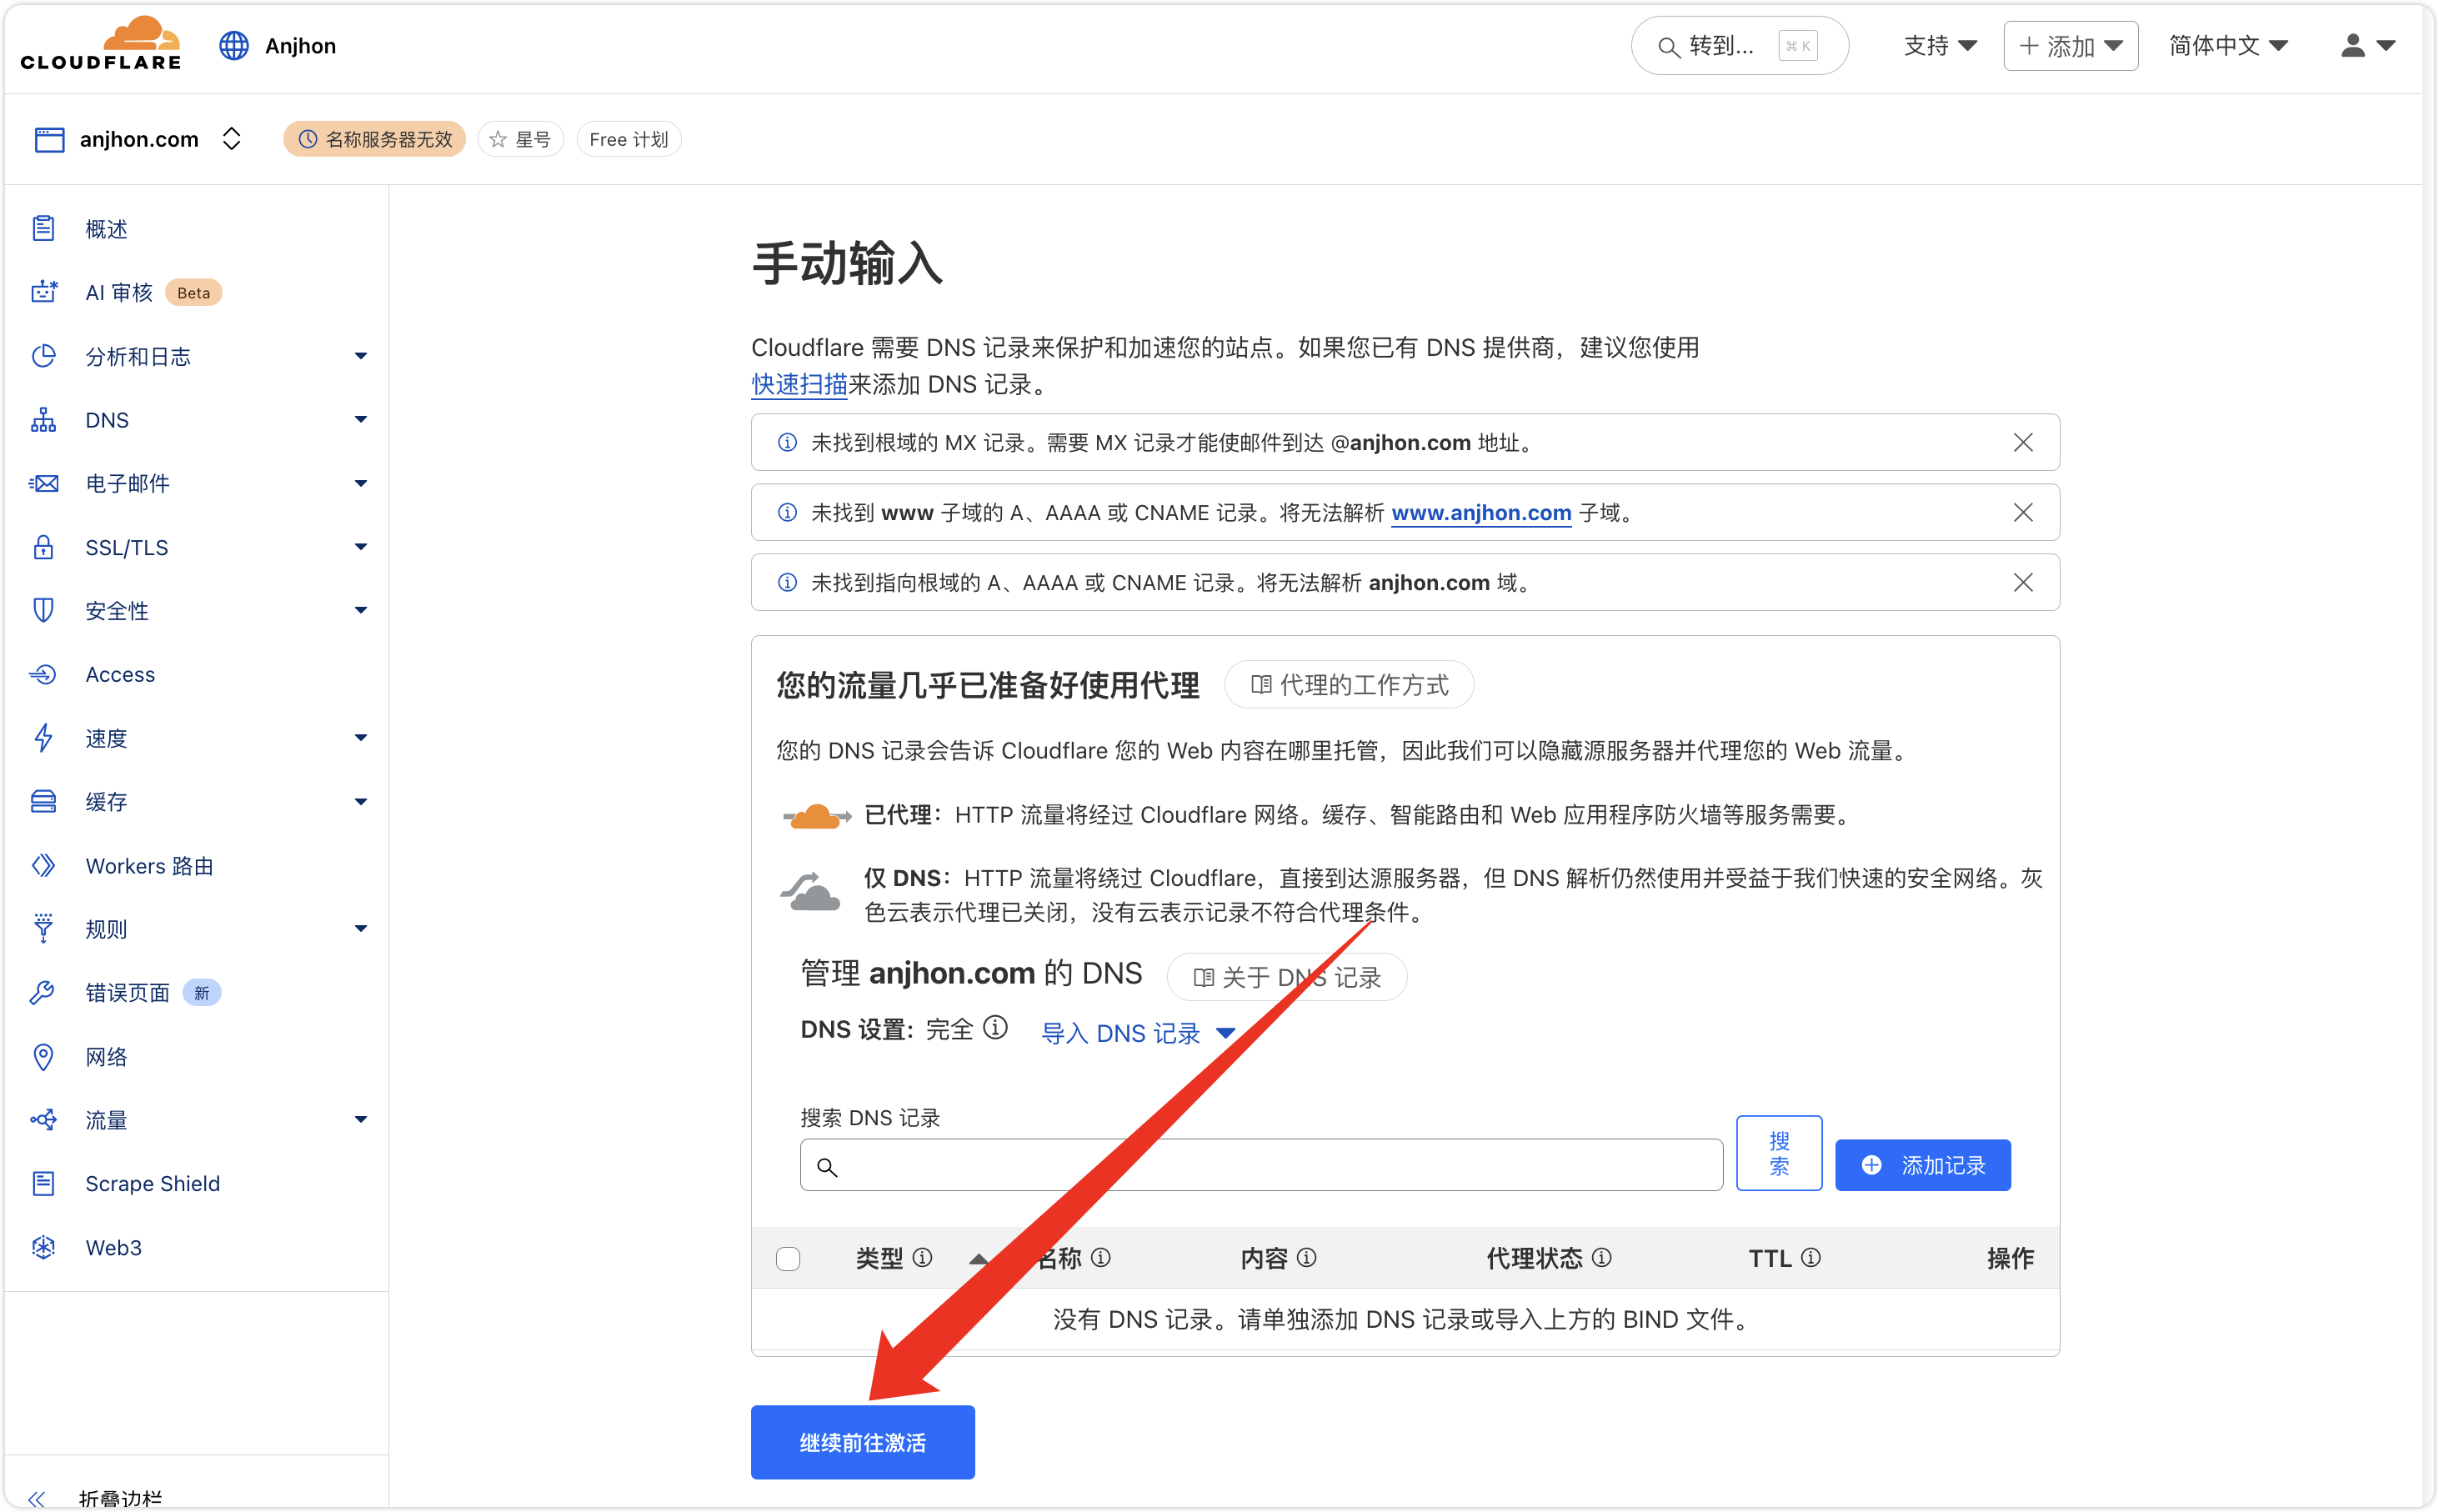 CLOUDFLARE
Anjhon
转到... ⌘ K
支持
+ 添加
简体中文
anjhon.com
名称服务器无效
星号
Free 计划
概述
AI 审核 Beta
分析和日志
DNS
电子邮件
SSL/TLS
安全性
Access
速度
缓存
Workers 路由
规则
错误页面 新
网络
流量
Scrape Shield
Web3
折叠边栏
手动输入
Cloudflare 需要 DNS 记录来保护和加速您的站点。如果您已有 DNS 提供商，建议您使用
快速扫描来添加 DNS 记录。
未找到根域的 MX 记录。需要 MX 记录才能使邮件到达 @anjhon.com 地址。
未找到 www 子域的 A、AAAA 或 CNAME 记录。将无法解析 www.anjhon.com 子域。
未找到指向根域的 A、AAAA 或 CNAME 记录。将无法解析 anjhon.com 域。
您的流量几乎已准备好使用代理
代理的工作方式
您的 DNS 记录会告诉 Cloudflare 您的 Web 内容在哪里托管，因此我们可以隐藏源服务器并代理您的 Web 流量。
已代理：HTTP 流量将经过 Cloudflare 网络。缓存、智能路由和 Web 应用程序防火墙等服务需要。
仅 DNS：HTTP 流量将绕过 Cloudflare，直接到达源服务器，但 DNS 解析仍然使用并受益于我们快速的安全网络。灰
色云表示代理已关闭，没有云表示记录不符合代理条件。
管理 anjhon.com 的 DNS
关于 DNS 记录
DNS 设置：完全
导入 DNS 记录
搜索 DNS 记录
搜
索
添加记录
类型 名称 内容 代理状态 TTL 操作
没有 DNS 记录。请单独添加 DNS 记录或导入上方的 BIND 文件。
继续前往激活